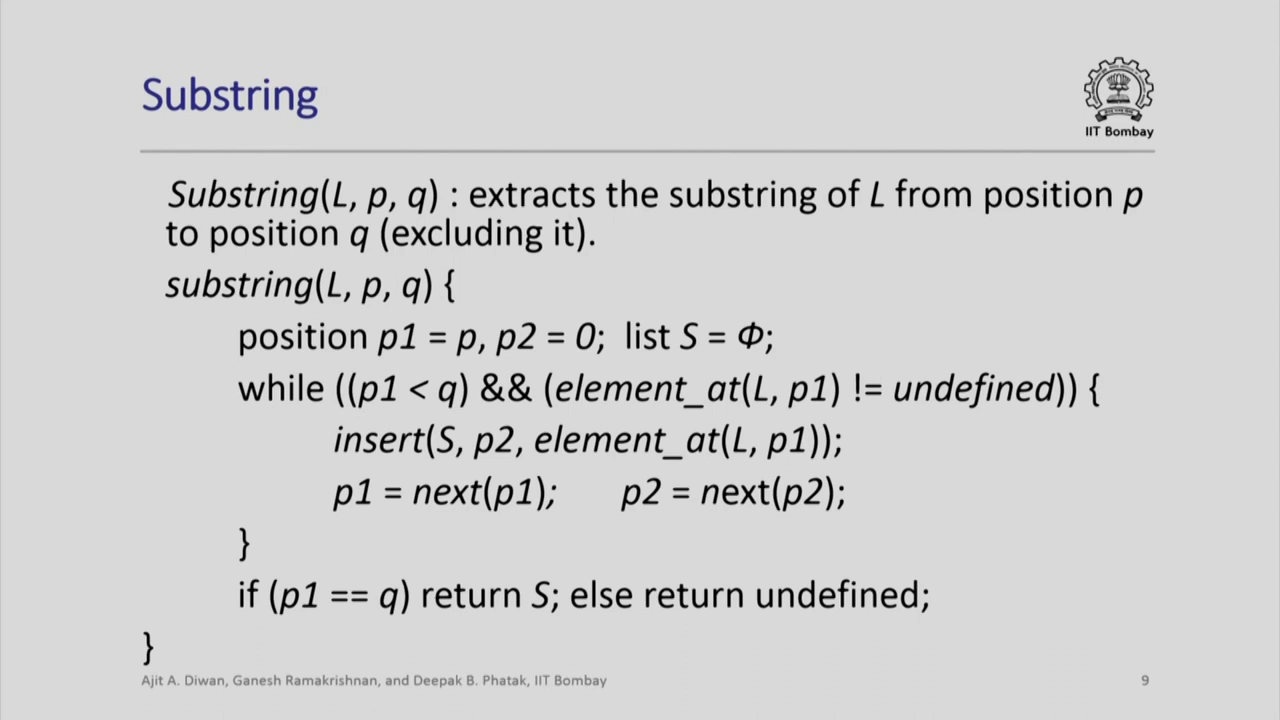 Substring
IIT Bombay
Substring(L, p, q) : extracts the substring of L from position p
to position q (excluding it).
substring(L, p, q) {
position p1 = p, p2 = 0; list S = Φ;
while ((p1 < q) && (element_at(L, p1) != undefined)) {
insert(S, p2, element_at(L, p1));
p1 = next(p1); p2 = next(p2);
}
if (p1 == q) return S; else return undefined;
}
Ajit A. Diwan, Ganesh Ramakrishnan, and Deepak B. Phatak, IIT Bombay
9